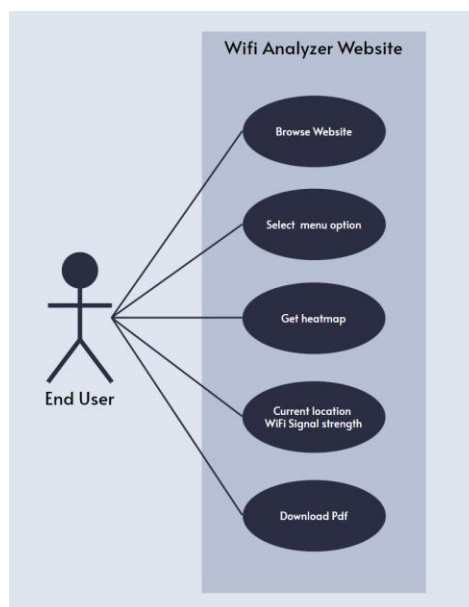 Wifi Analyzer Website
Browse Website
Select menu option
Get heatmap
End User
Current location
WiFi Signal strength
Download Pdf